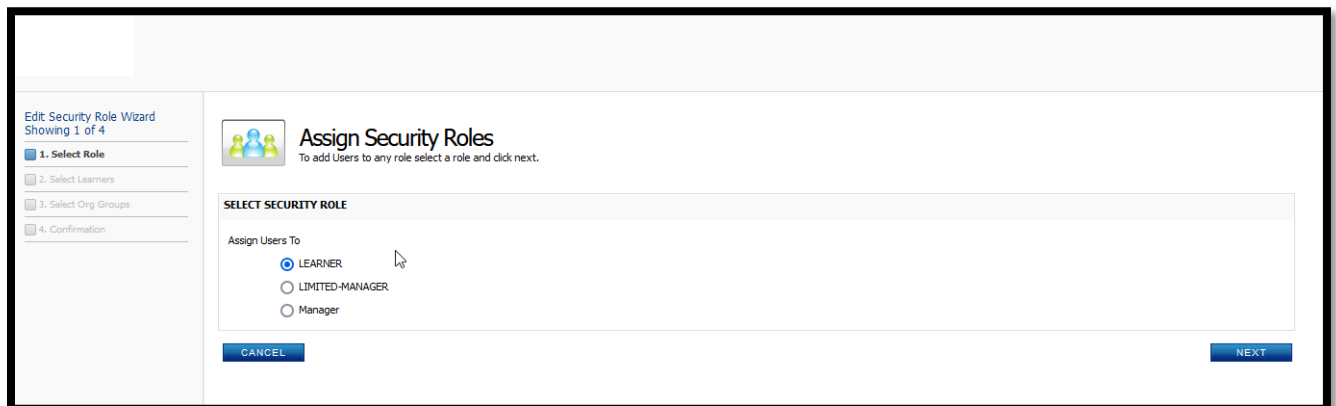 Edit Security Role Wizard
Showing 1 of 4
1. Select Role
2. Select Learners
3. Select Org Groups
4. Confirmation
Assign Security Roles
To add Users to any role select a role and click next.
SELECT SECURITY ROLE
Assign Users To
LEARNER
LIMITED-MANAGER
Manager
CANCEL
NEXT